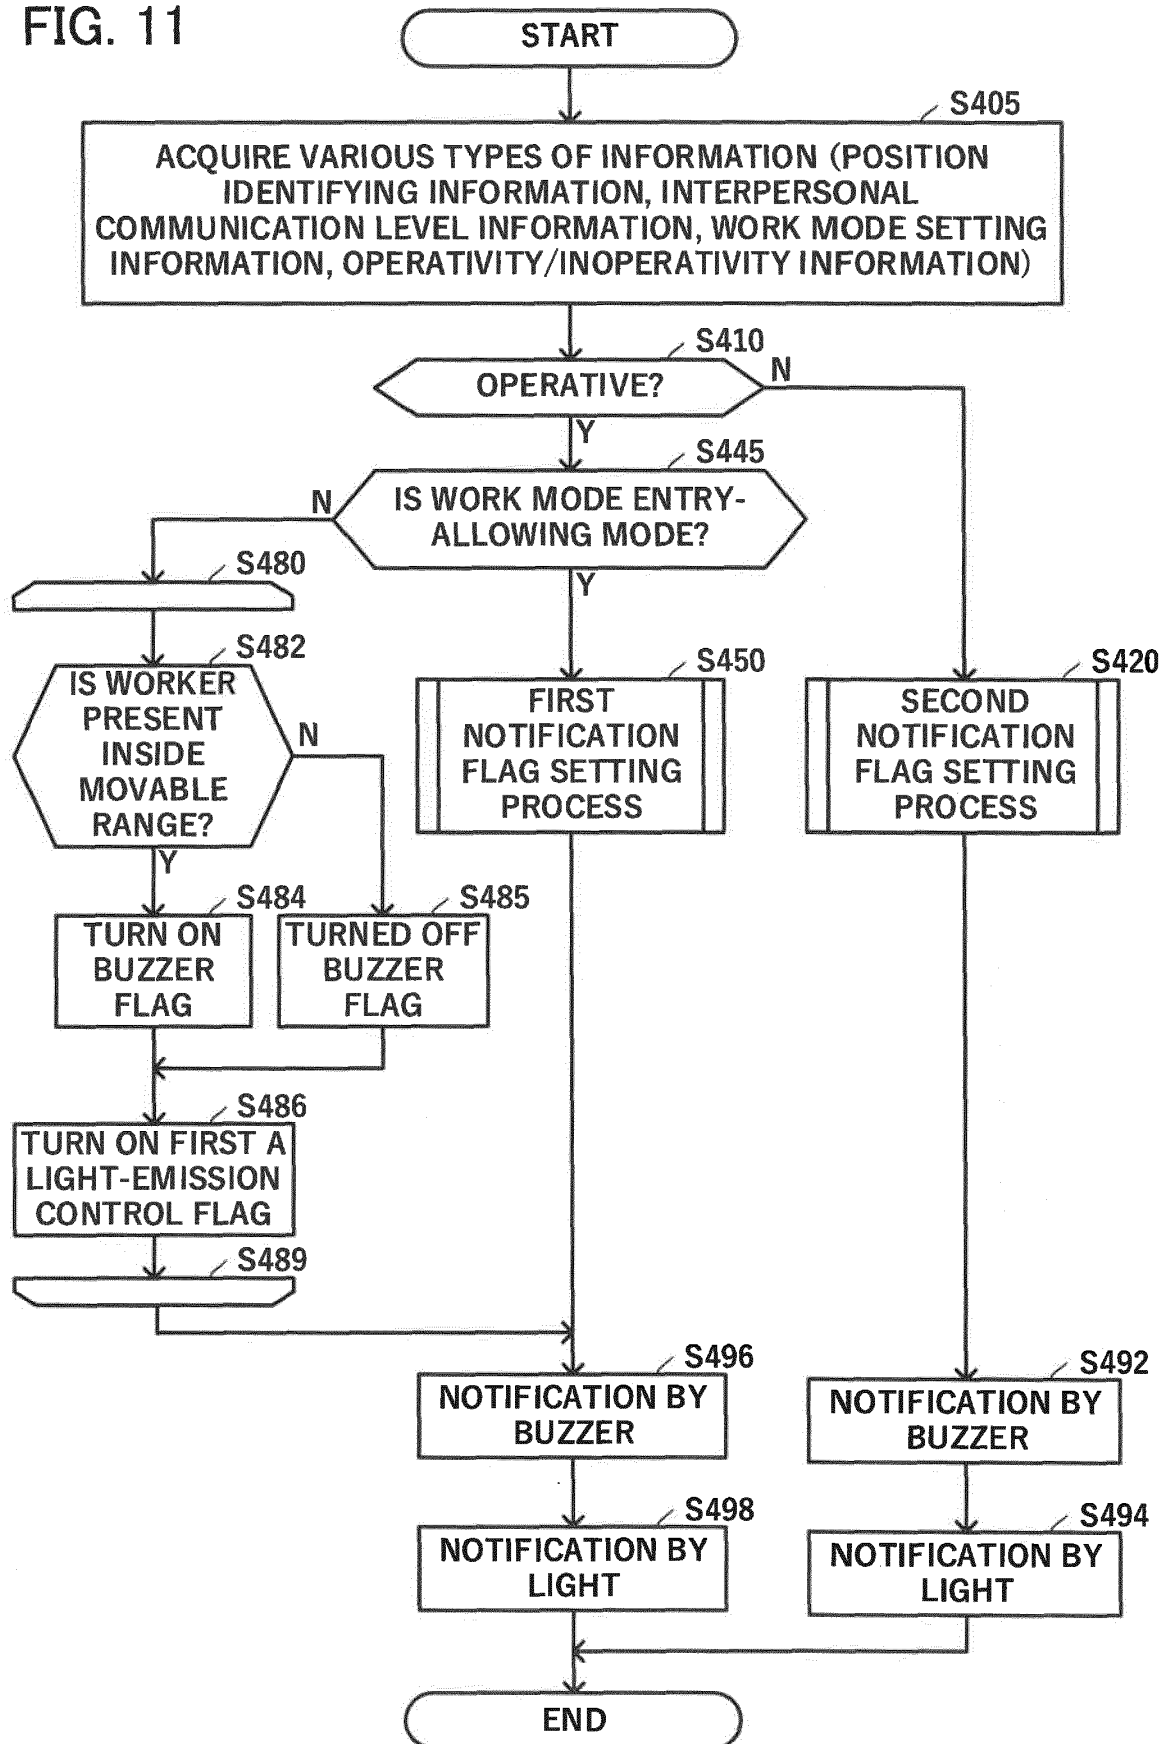 FIG. 11
START
S405
ACQUIRE VARIOUS TYPES OF INFORMATION (POSITION
IDENTIFYING INFORMATION, INTERPERSONAL
COMMUNICATION LEVEL INFORMATION, WORK MODE SETTING
INFORMATION, OPERATIVITY/INOPERATIVITY INFORMATION)
S410
OPERATIVE?
N
Y
S445
IS WORK MODE ENTRY-
ALLOWING MODE?
N
Y
S480
S482
IS WORKER
PRESENT
INSIDE
MOVABLE
RANGE?
N
Y
S450
FIRST
NOTIFICATION
FLAG SETTING
PROCESS
S420
SECOND
NOTIFICATION
FLAG SETTING
PROCESS
S484
TURN ON
BUZZER
FLAG
S485
TURNED OFF
BUZZER
FLAG
S486
TURN ON FIRST A
LIGHT-EMISSION
CONTROL FLAG
S489
S496
NOTIFICATION BY
BUZZER
S492
NOTIFICATION BY
BUZZER
S498
NOTIFICATION BY
LIGHT
S494
NOTIFICATION BY
LIGHT
END